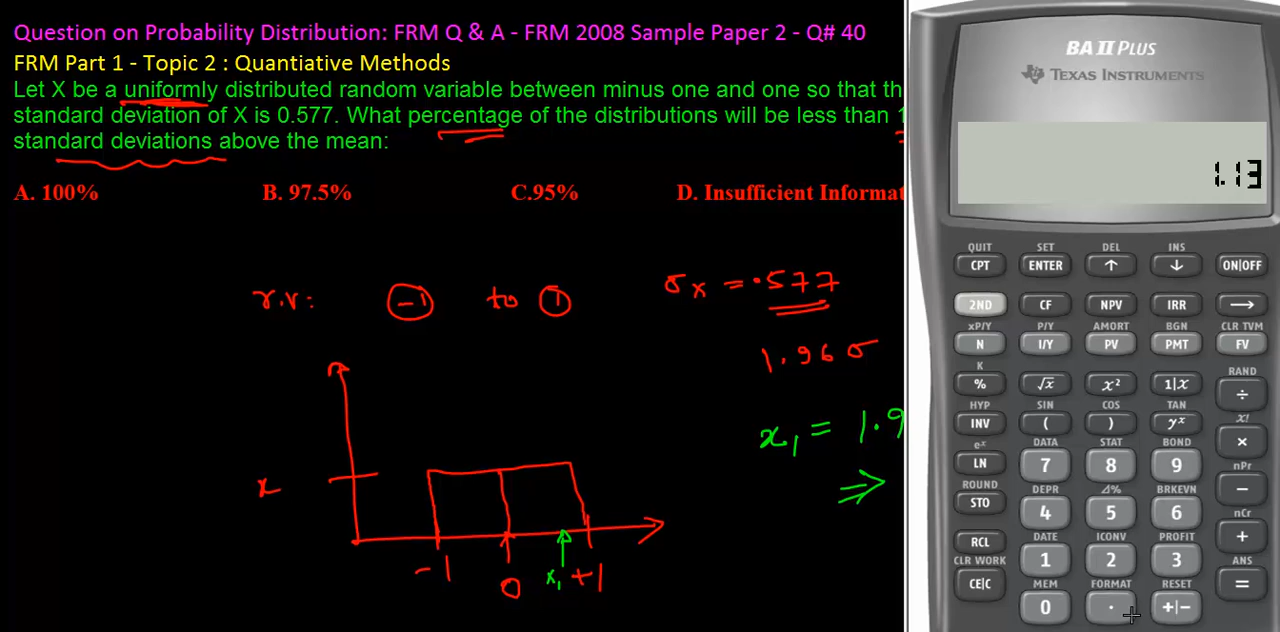 Question on Probability Distribution: FRM Q & A - FRM 2008 Sample Paper 2 - Q# 40
FRM Part 1 - Topic 2 : Quantiative Methods
Let X be a uniformly distributed random variable between minus one and one so that th
standard deviation of X is 0.577. What percentage of the distributions will be less than 1
standard deviations above the mean:
A. 100% B. 97.5% C.95% D. Insufficient Informat
r.v: -1 to 1 σx = .577
1.96 σ
x1 = 1.9
⇒
x
-1 0 x1 +1
BA II PLUS
TEXAS INSTRUMENTS
1.13
QUIT SET DEL INS
CPT ENTER ↑ ↓ ON|OFF
2ND CF NPV IRR →
xP/Y P/Y AMORT BGN CLR TVM
N I/Y PV PMT FV
K RAND
% √x x² 1|X ÷
HYP SIN COS TAN X!
INV ( ) yˣ ×
eˣ DATA STAT BOND nPr
LN 7 8 9 −
ROUND DEPR Δ% BRKEVN nCr
STO 4 5 6 +
DATE ICONV PROFIT
RCL 1 2 3
CLR WORK MEM FORMAT RESET ANS
CE|C 0 . +|− =